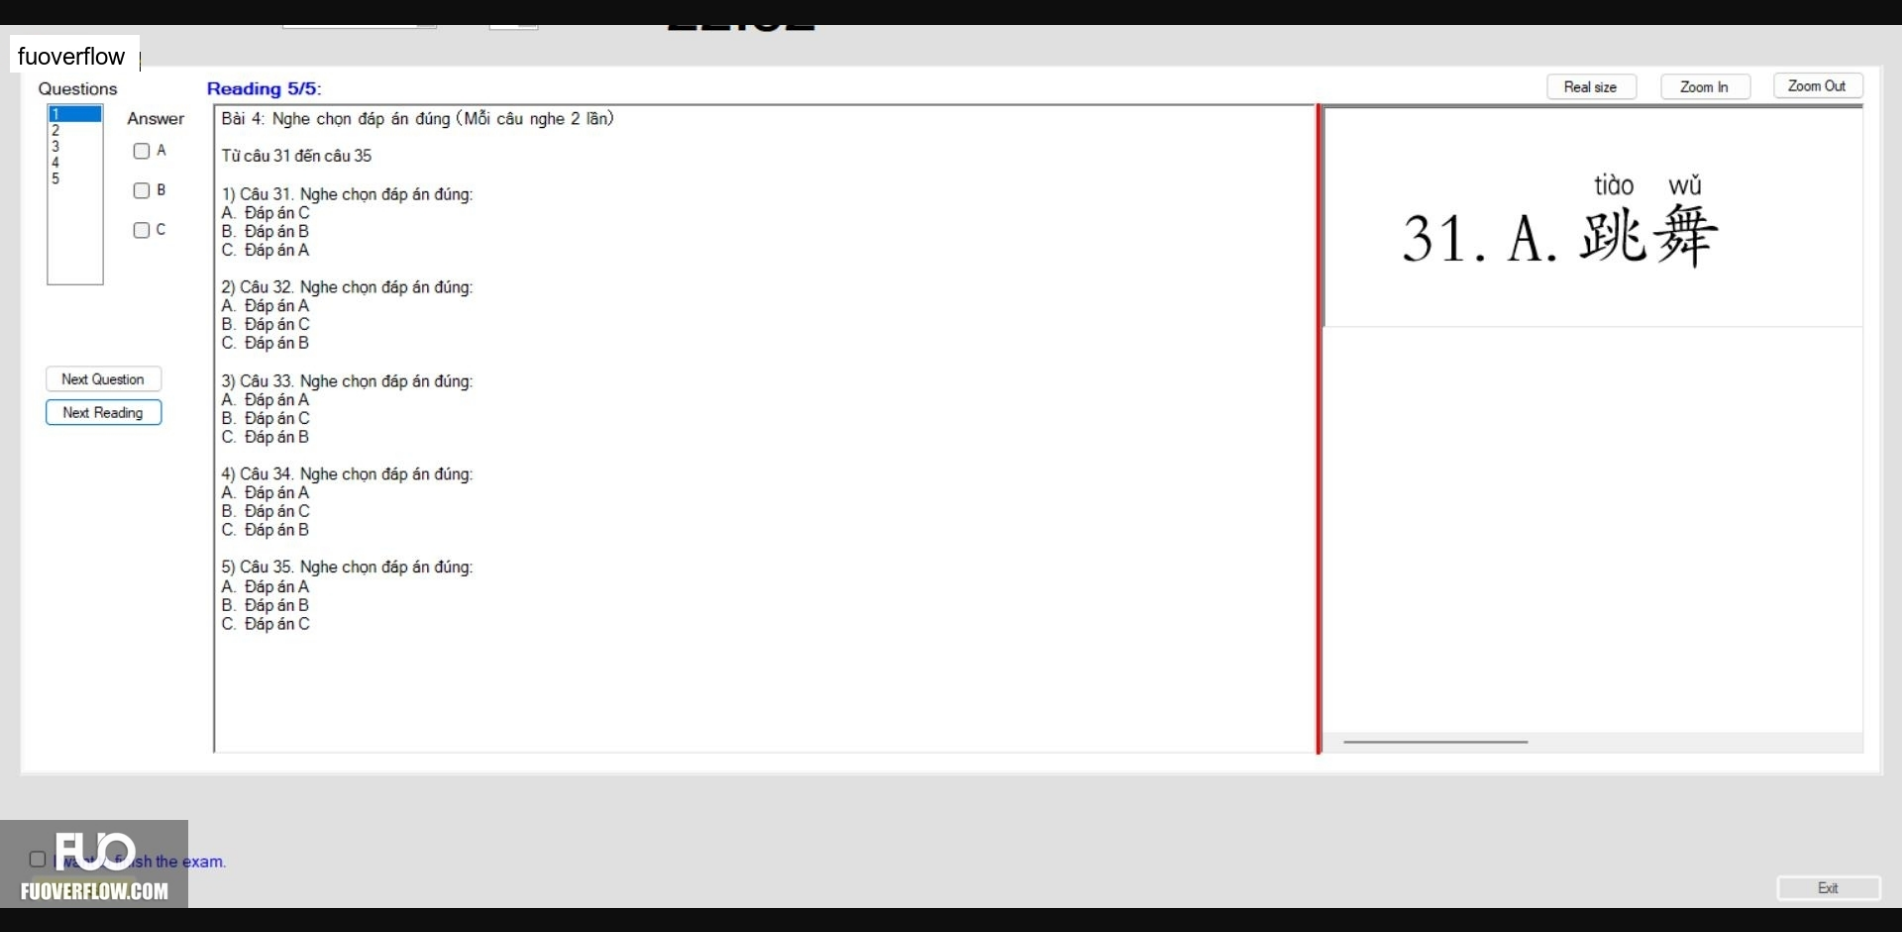 fuoverflow
Questions
Reading 5/5:
Real size
Zoom In
Zoom Out
1
2
3
4
5
Answer
A
B
C
Next Question
Next Reading
Bài 4: Nghe chọn đáp án đúng (Mỗi câu nghe 2 lần)
Từ câu 31 đến câu 35
1) Câu 31. Nghe chọn đáp án đúng:
A. Đáp án C
B. Đáp án B
C. Đáp án A
2) Câu 32. Nghe chọn đáp án đúng:
A. Đáp án A
B. Đáp án C
C. Đáp án B
3) Câu 33. Nghe chọn đáp án đúng:
A. Đáp án A
B. Đáp án C
C. Đáp án B
4) Câu 34. Nghe chọn đáp án đúng:
A. Đáp án A
B. Đáp án C
C. Đáp án B
5) Câu 35. Nghe chọn đáp án đúng:
A. Đáp án A
B. Đáp án B
C. Đáp án C
tiào wǔ
31. A. 跳舞
FUO
the exam.
FUOVERFLOW.COM
Exit